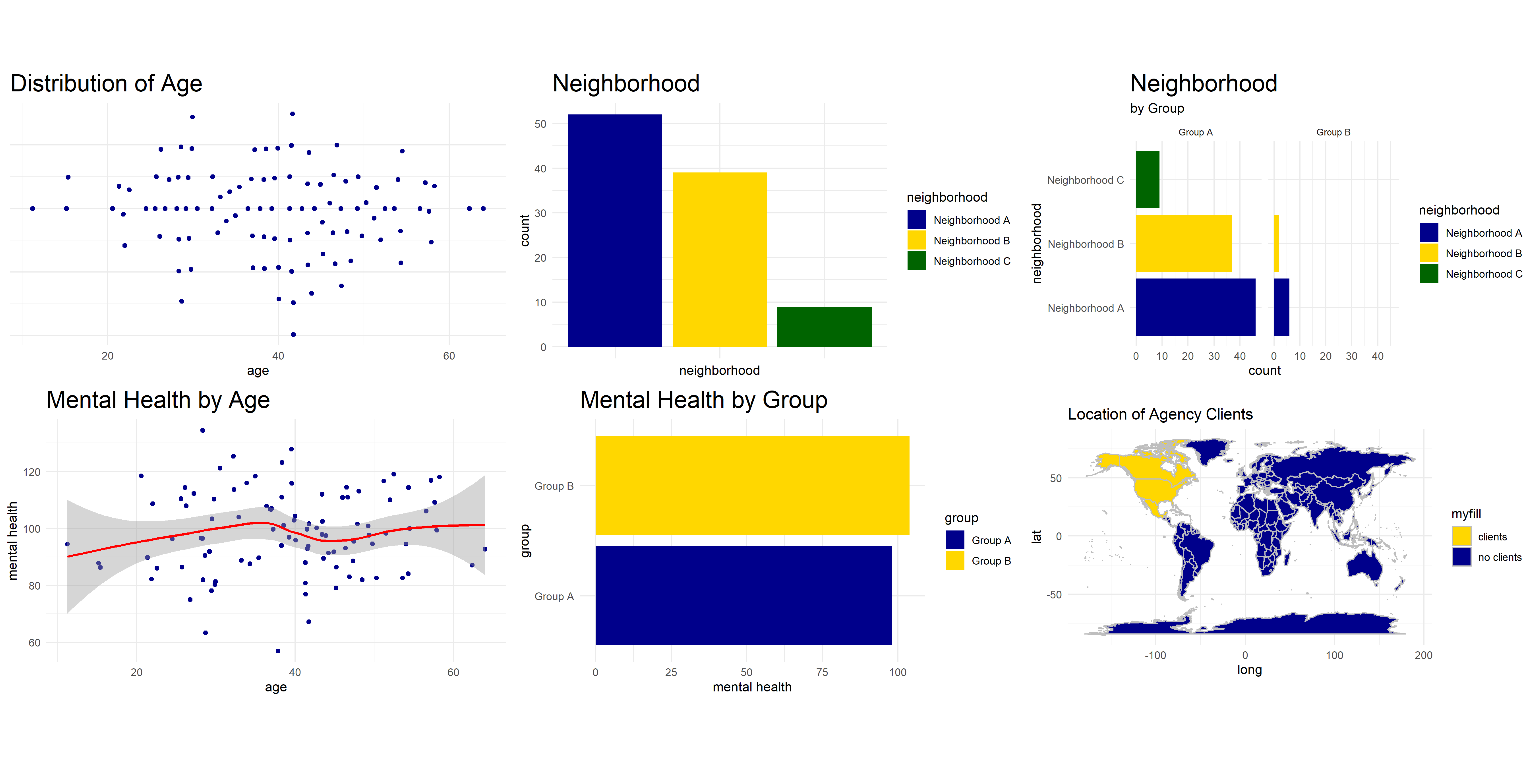 Distribution of Age
20 40 60
age
Neighborhood
50
40
30
20
10
0
count
neighborhood
neighborhood
Neighborhood A
Neighborhood B
Neighborhood C
Neighborhood
by Group
Group A Group B
Neighborhood C
Neighborhood B
Neighborhood A
neighborhood
0 10 20 30 40 0 10 20 30 40
count
neighborhood
Neighborhood A
Neighborhood B
Neighborhood C
Mental Health by Age
120
100
80
60
mental health
20 40 60
age
Mental Health by Group
Group B
Group A
group
0 25 50 75 100
mental health
group
Group A
Group B
Location of Agency Clients
50
0
-50
lat
-100 0 100 200
long
myfill
clients
no clients